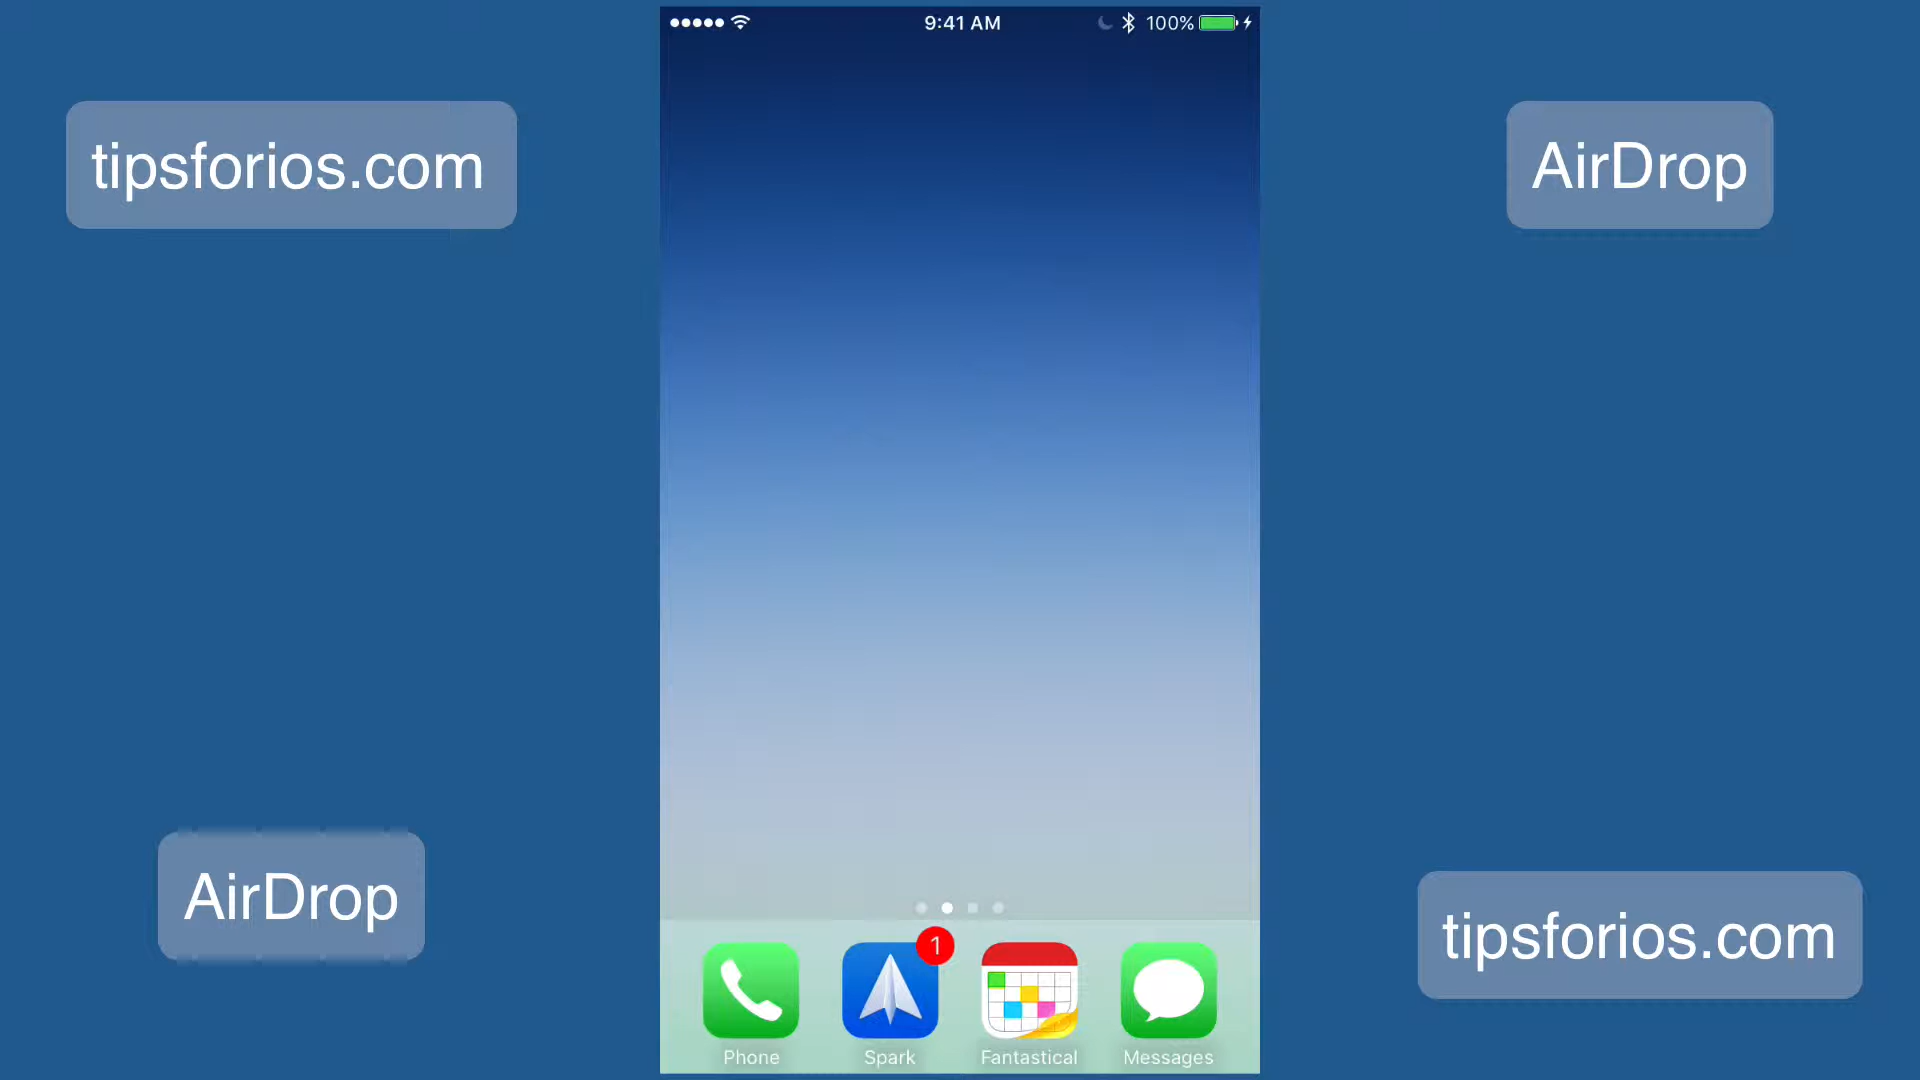 9:41 AM
100%
tipsforios.com
AirDrop
AirDrop
tipsforios.com
1
Phone
Spark
Fantastical
Messages